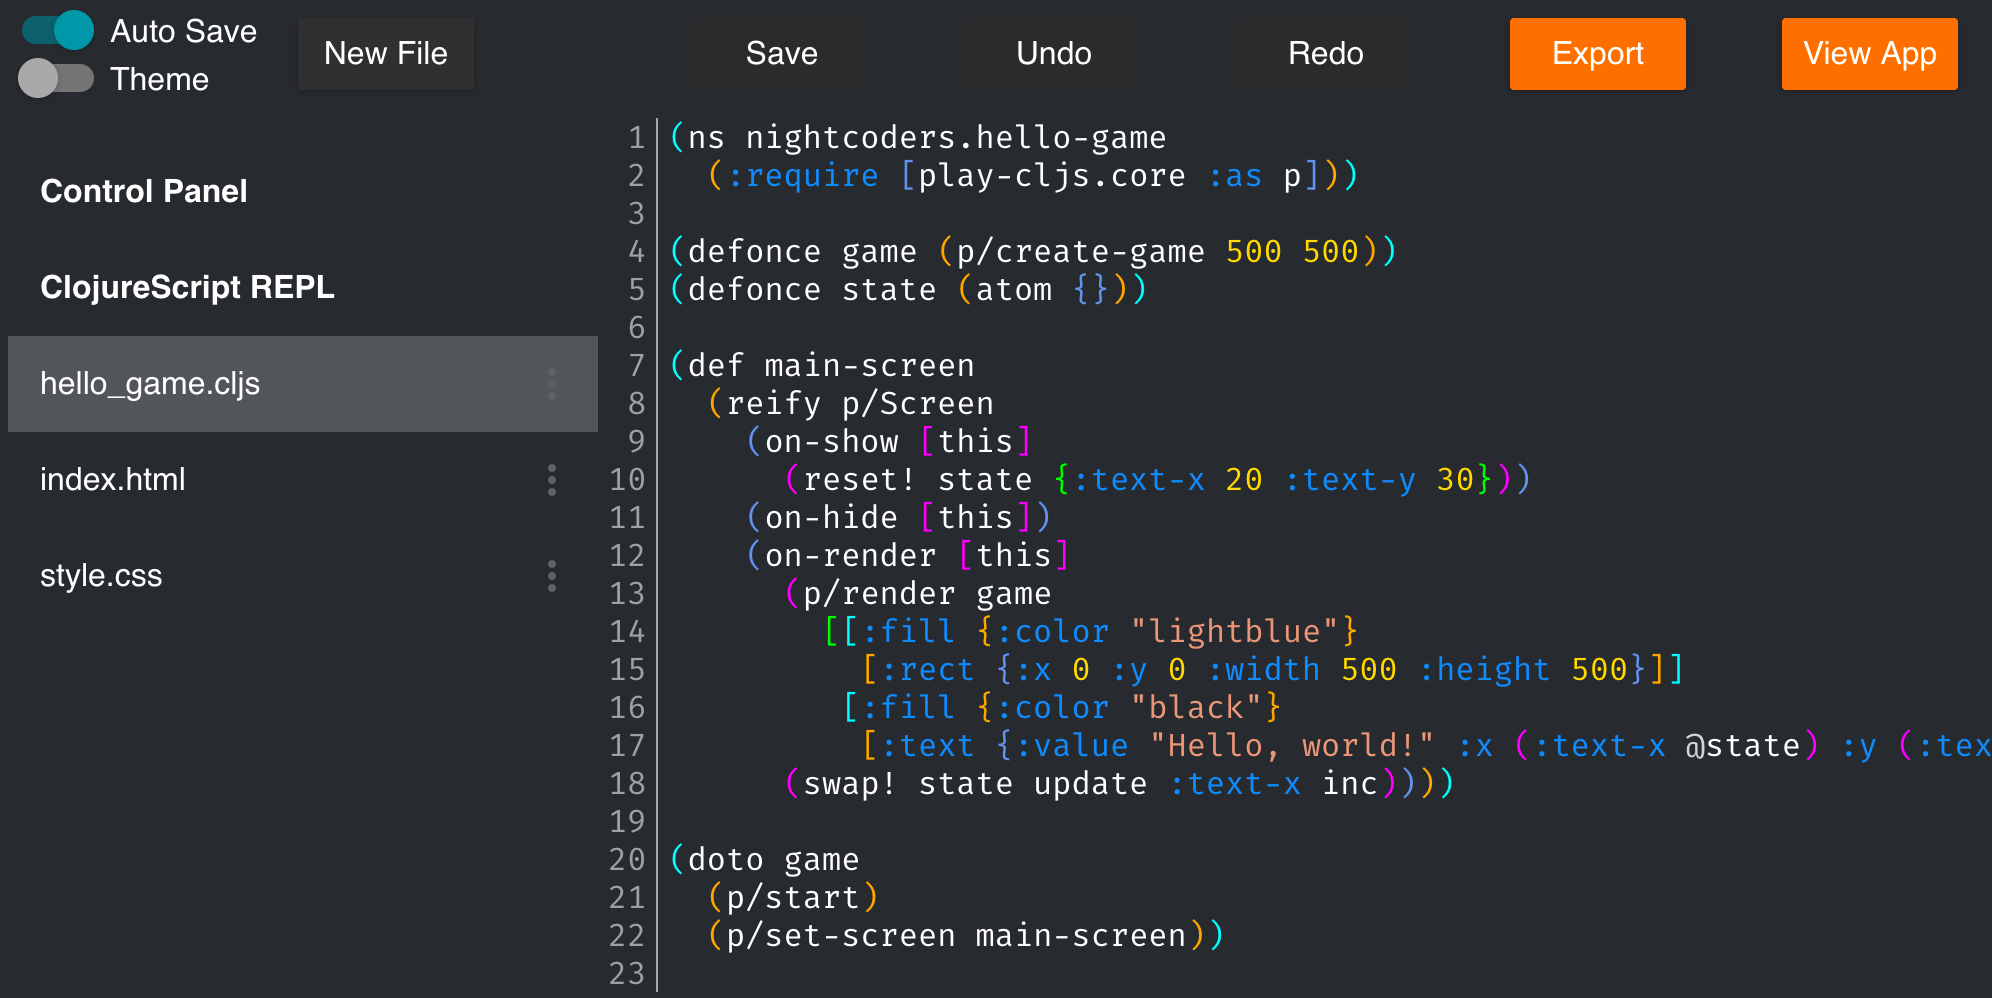 Auto Save
Theme
New File
Save
Undo
Redo
Export
View App
Control Panel
ClojureScript REPL
hello_game.cljs
index.html
style.css
1 (ns nightcoders.hello-game
2   (:require [play-cljs.core :as p]))
3
4 (defonce game (p/create-game 500 500))
5 (defonce state (atom {}))
6
7 (def main-screen
8   (reify p/Screen
9     (on-show [this]
10       (reset! state {:text-x 20 :text-y 30}))
11     (on-hide [this])
12     (on-render [this]
13       (p/render game
14         [[:fill {:color "lightblue"}
15           [:rect {:x 0 :y 0 :width 500 :height 500}]]
16          [:fill {:color "black"}
17           [:text {:value "Hello, world!" :x (:text-x @state) :y (:tex
18       (swap! state update :text-x inc))))
19
20 (doto game
21   (p/start)
22   (p/set-screen main-screen))
23